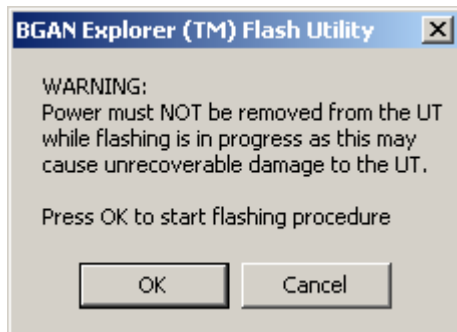 BGAN Explorer (TM) Flash Utility
WARNING:
Power must NOT be removed from the UT
while flashing is in progress as this may
cause unrecoverable damage to the UT.
Press OK to start flashing procedure
OK
Cancel